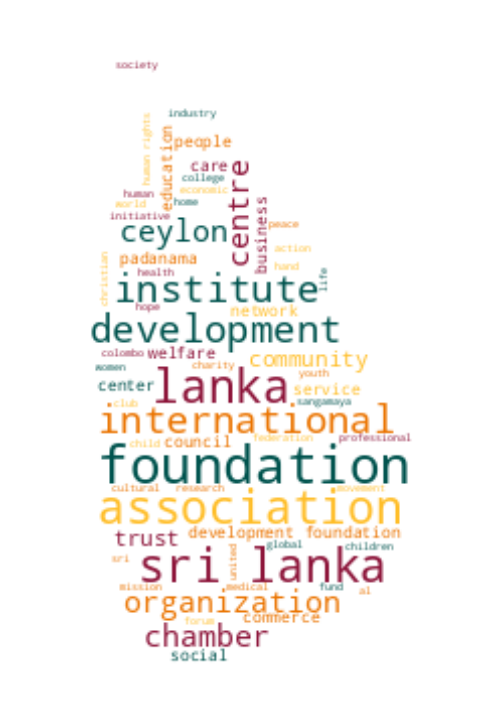 society
industry
human rights
education
people
care
centre
college
economic
human
world
home
initiative
business
peace
ceylon
action
padanama
christian
health
hand
life
institute
hope
network
development
colombo
welfare
community
women
charity
youth
center
lanka
service
club
sangamaya
international
child
council
federation
professional
foundation
cultural
research
movement
association
trust
development foundation
global
children
sri
united
sri lanka
mission
medical
fund
al
organization
forum
commerce
chamber
social